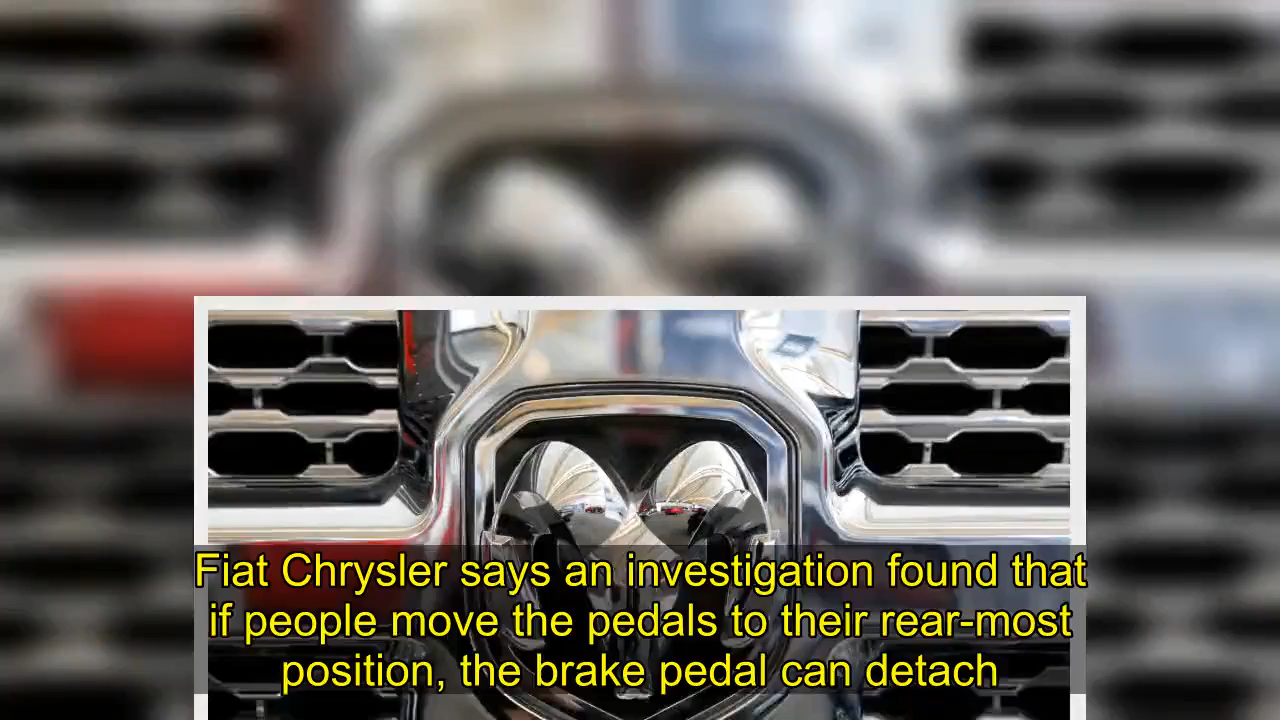 Fiat Chrysler says an investigation found that
if people move the pedals to their rear-most
position, the brake pedal can detach